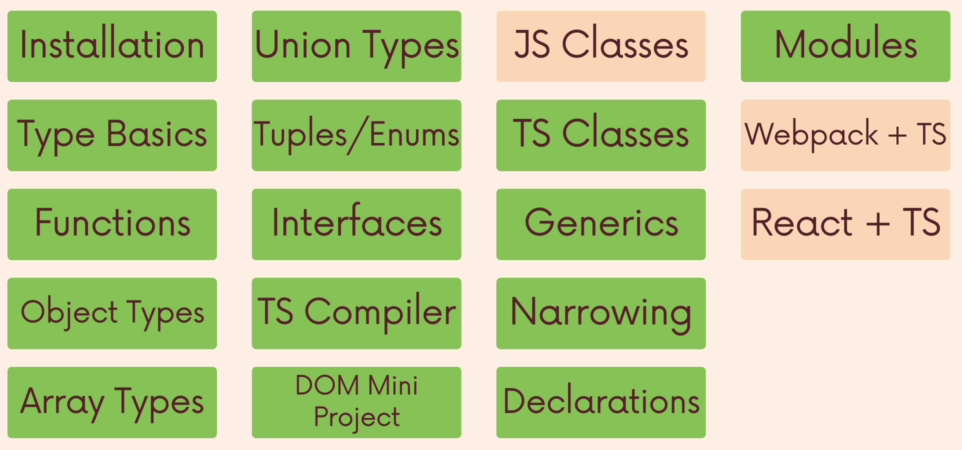 Installation
Type Basics
Functions
Object Types
Array Types
Union Types
Tuples/Enums
Interfaces
TS Compiler
DOM Mini
Project
JS Classes
TS Classes
Generics
Narrowing
Declarations
Modules
Webpack + TS
React + TS